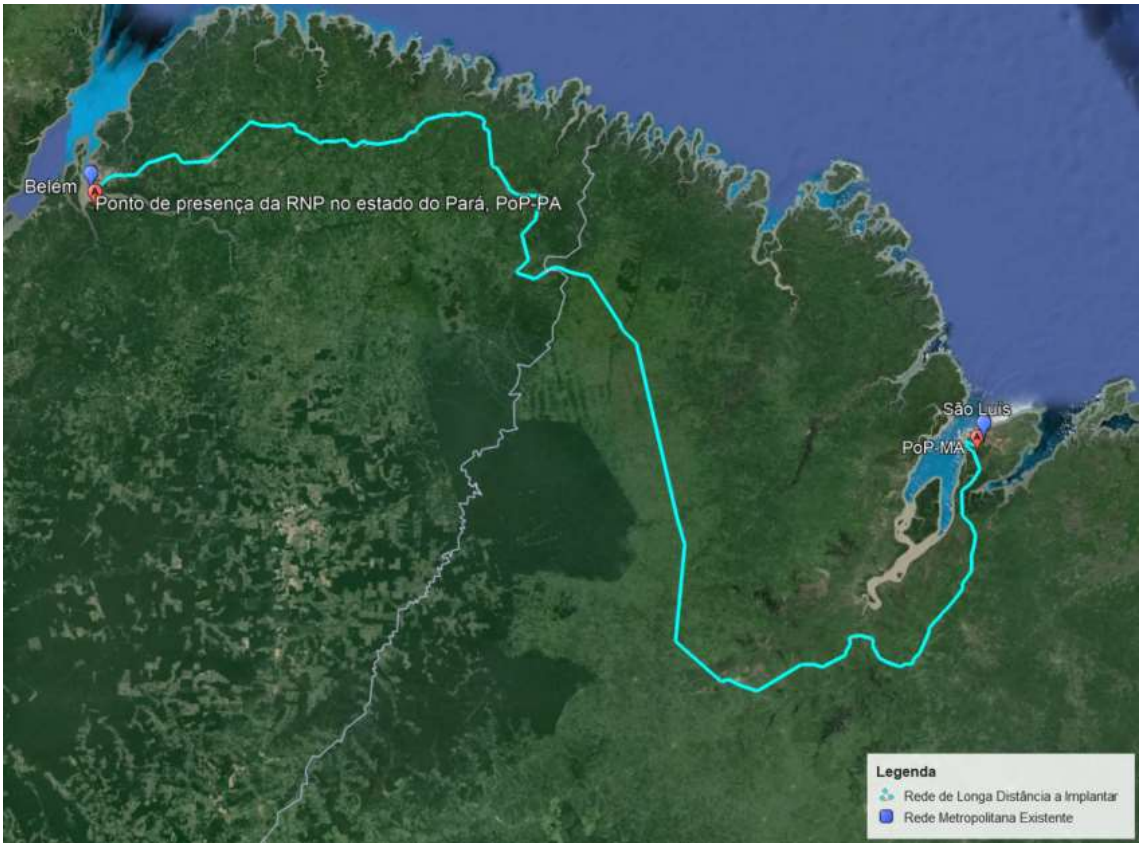 Belém
Ponto de presença da RNP no estado do Pará, PoP-PA
São Luís
PoP-MA
Legenda
Rede de Longa Distância a Implantar
Rede Metropolitana Existente